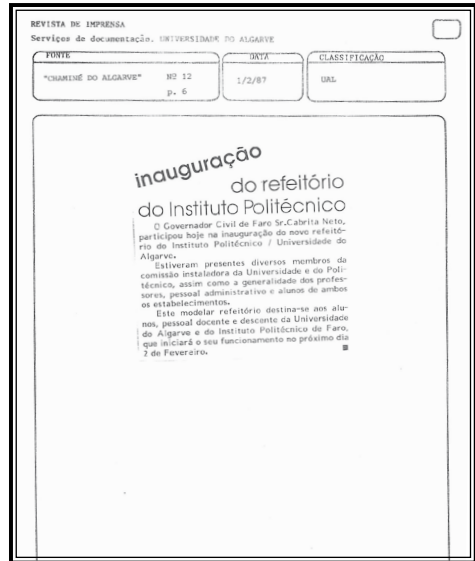 REVISTA DE IMPRENSA
Serviços de documentação. UNIVERSIDADE DO ALGARVE
FONTE
DATA
CLASSIFICAÇÃO
"CHAMINÉ DO ALGARVE" Nº 12
p. 6
1/2/87
UAL
inauguração
do refeitório
do Instituto Politécnico
O Governador Civil de Faro Sr.Cabrita Neto,
participou hoje na inauguração do novo refeitó-
rio do Instituto Politécnico / Universidade do
Algarve.
Estiveram presentes diversos membros da
comissão instaladora da Universidade e do Poli-
técnico, assim como a generalidade dos profes-
sores, pessoal administrativo e alunos de ambos
os estabelecimentos.
Este modelar refeitório destina-se aos alu-
nos, pessoal docente e descente da Universidade
do Algarve e do Instituto Politécnico de Faro,
que iniciará o seu funcionamento no próximo dia
2 de Fevereiro.